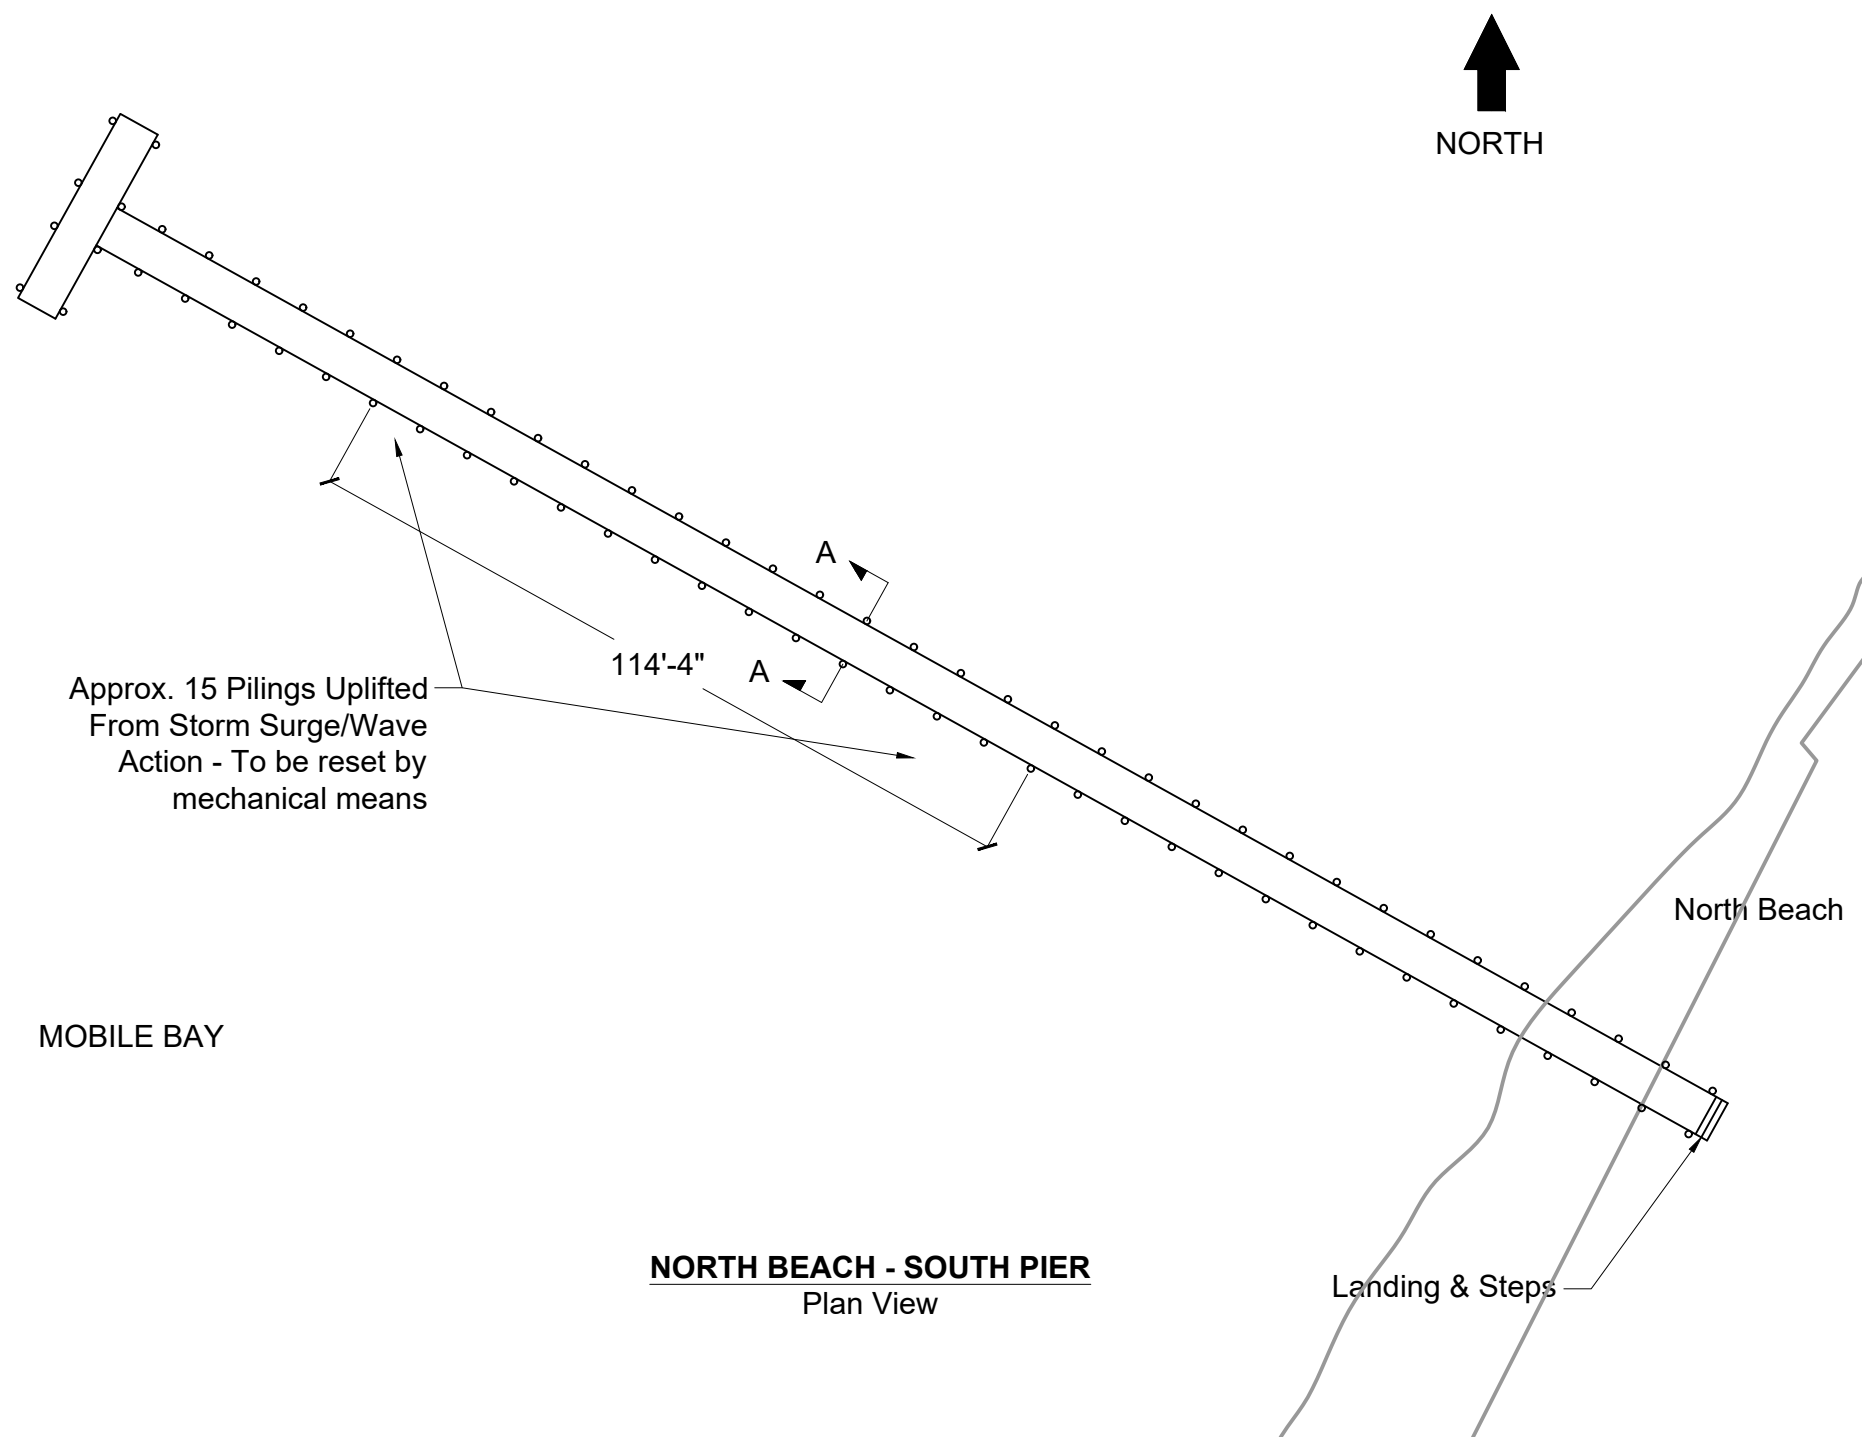 NORTH
A
A
114'-4"
Approx. 15 Pilings Uplifted
From Storm Surge/Wave
Action - To be reset by
mechanical means
North Beach
MOBILE BAY
NORTH BEACH - SOUTH PIER
Plan View
Landing & Steps